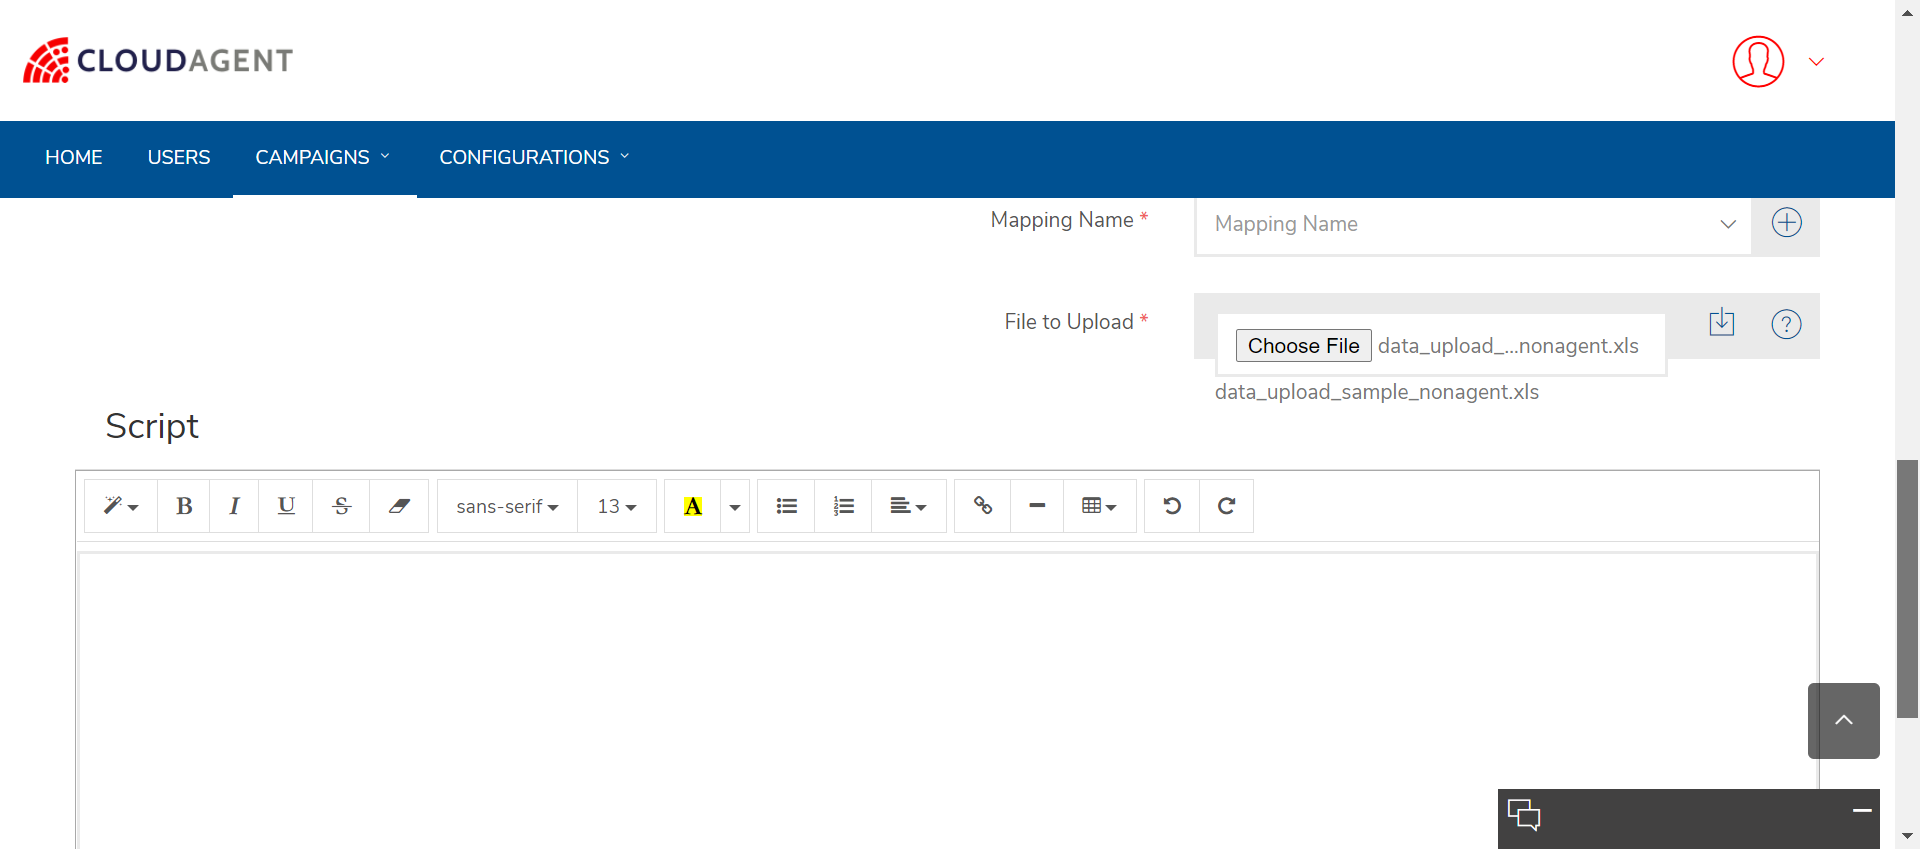 CLOUDAGENT
HOME USERS CAMPAIGNS CONFIGURATIONS
Mapping Name * Mapping Name
File to Upload * Choose File data_upload_...nonagent.xls
data_upload_sample_nonagent.xls
Script
B I U S sans-serif 13 A